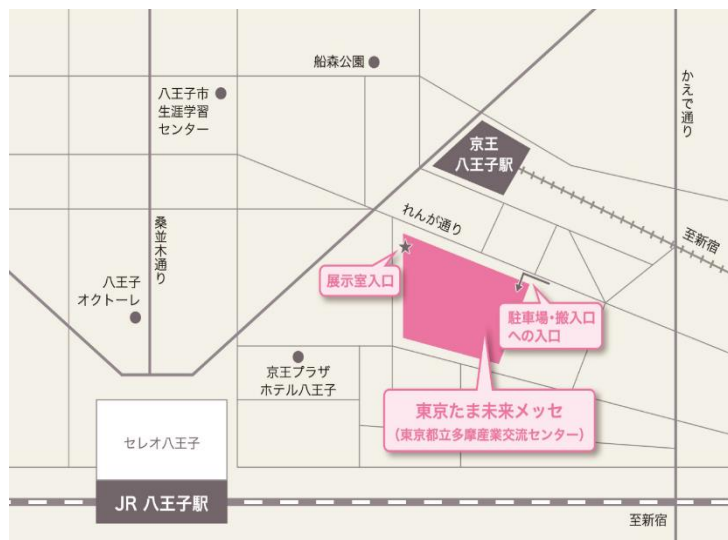 船森公園
八王子市
生涯学習
センター
かえで通り
京王
八王子駅
れんが通り
至新宿
桑並木通り
展示室入口
八王子
オクトーレ
駐車場・搬入口
への入口
京王プラザ
ホテル八王子
東京たま未来メッセ
（東京都立多摩産業交流センター）
セレオ八王子
JR 八王子駅
至新宿